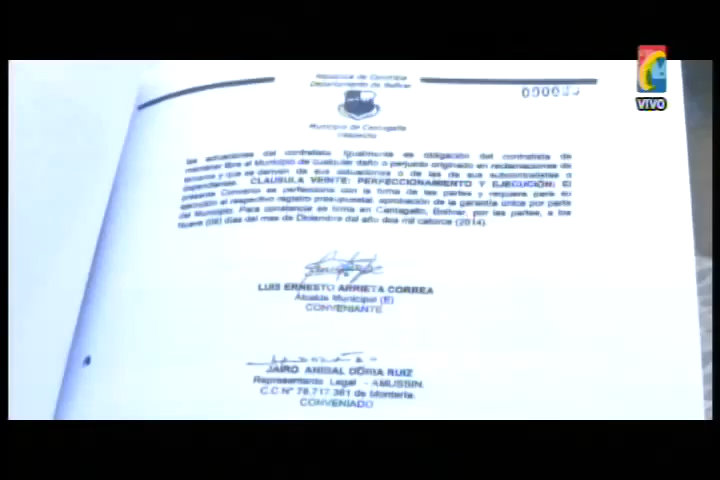 República de Colombia
Departamento de Bolívar
Municipio de Cantagallo
las actuaciones del contratista. Igualmente es obligación del contratista de
mantener libre al Municipio de cualquier daño o perjuicio originado en reclamaciones de
terceros y que se deriven de sus actuaciones o de las de sus subcontratistas o
dependientes. CLAUSULA VEINTE: PERFECCIONAMIENTO Y EJECUCIÓN: El
presente Convenio se perfecciona con la firma de las partes y requiere para su
ejecución el respectivo registro presupuestal, aprobación de la garantía única por parte
del Municipio. Para constancia se firma en Cantagallo, Bolívar, por las partes, a los
Nueve (09) días del mes de Diciembre del año dos mil catorce (2014).
LUIS ERNESTO ARRIETA CORREA
Alcalde Municipio (E)
CONVENIANTE
JAIRO ANIBAL DORIA RUIZ
Representante Legal - AMUSSIN.
C.C N° 78.717.361 de Montería.
CONVENIADO
VIVO